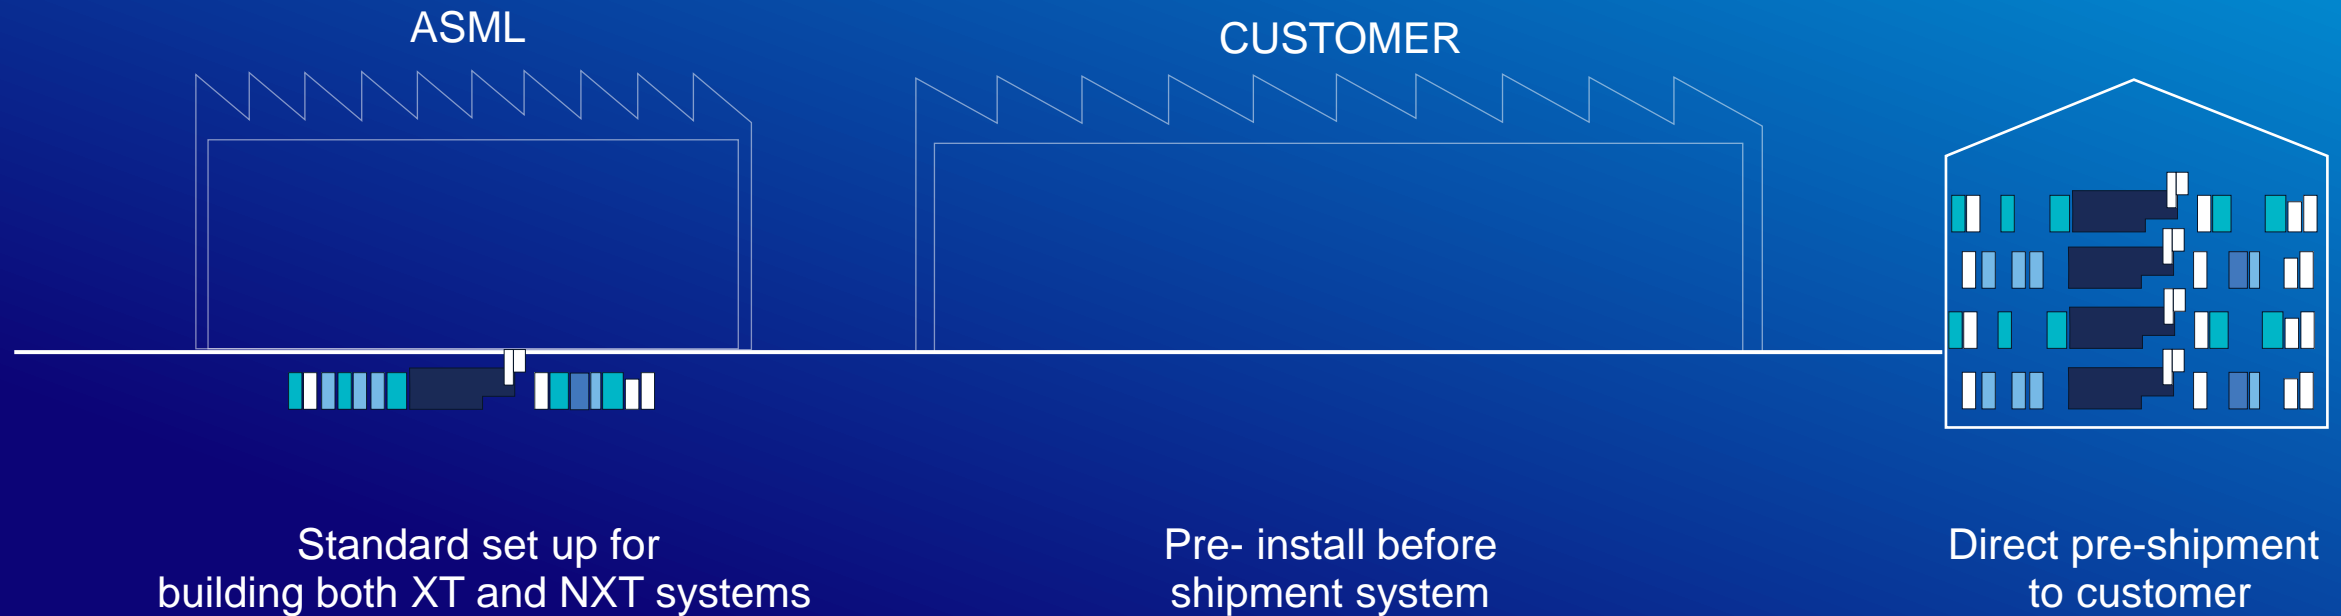 ASML
CUSTOMER
Standard set up for
building both XT and NXT systems
Pre- install before
shipment system
Direct pre-shipment
to customer